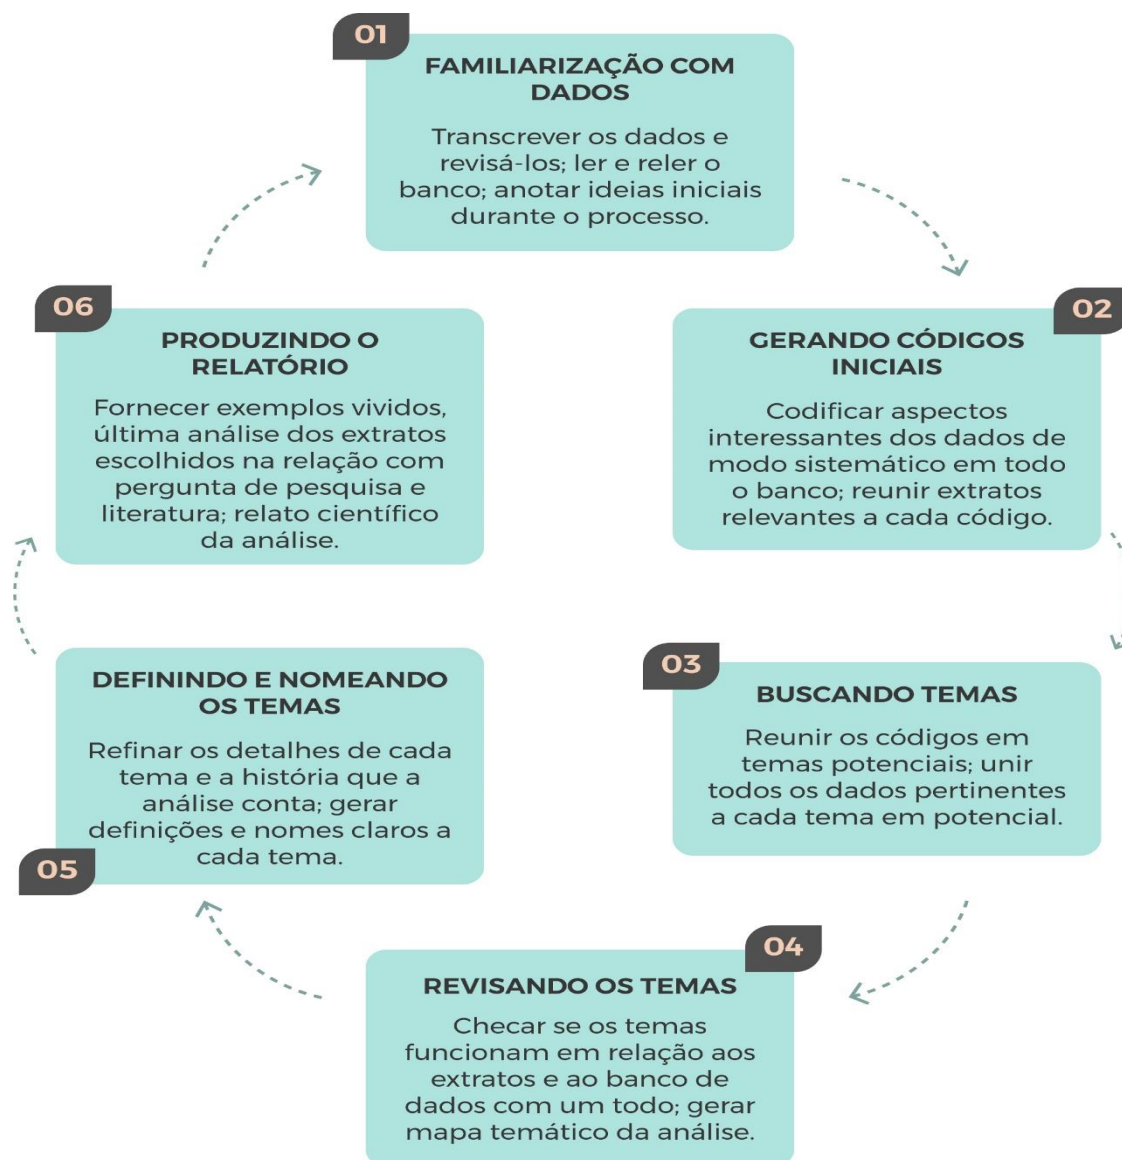 01
FAMILIARIZAÇÃO COM
DADOS
Transcrever os dados e
revisá-los; ler e reler o
banco; anotar ideias iniciais
durante o processo.
02
GERANDO CÓDIGOS
INICIAIS
Codificar aspectos
interessantes dos dados de
modo sistemático em todo
o banco; reunir extratos
relevantes a cada código.
03
BUSCANDO TEMAS
Reunir os códigos em
temas potenciais; unir
todos os dados pertinentes
a cada tema em potencial.
04
REVISANDO OS TEMAS
Checar se os temas
funcionam em relação aos
extratos e ao banco de
dados com um todo; gerar
mapa temático da análise.
05
DEFININDO E NOMEANDO
OS TEMAS
Refinar os detalhes de cada
tema e a história que a
análise conta; gerar
definições e nomes claros a
cada tema.
06
PRODUZINDO O
RELATÓRIO
Fornecer exemplos vividos,
última análise dos extratos
escolhidos na relação com
pergunta de pesquisa e
literatura; relato científico
da análise.